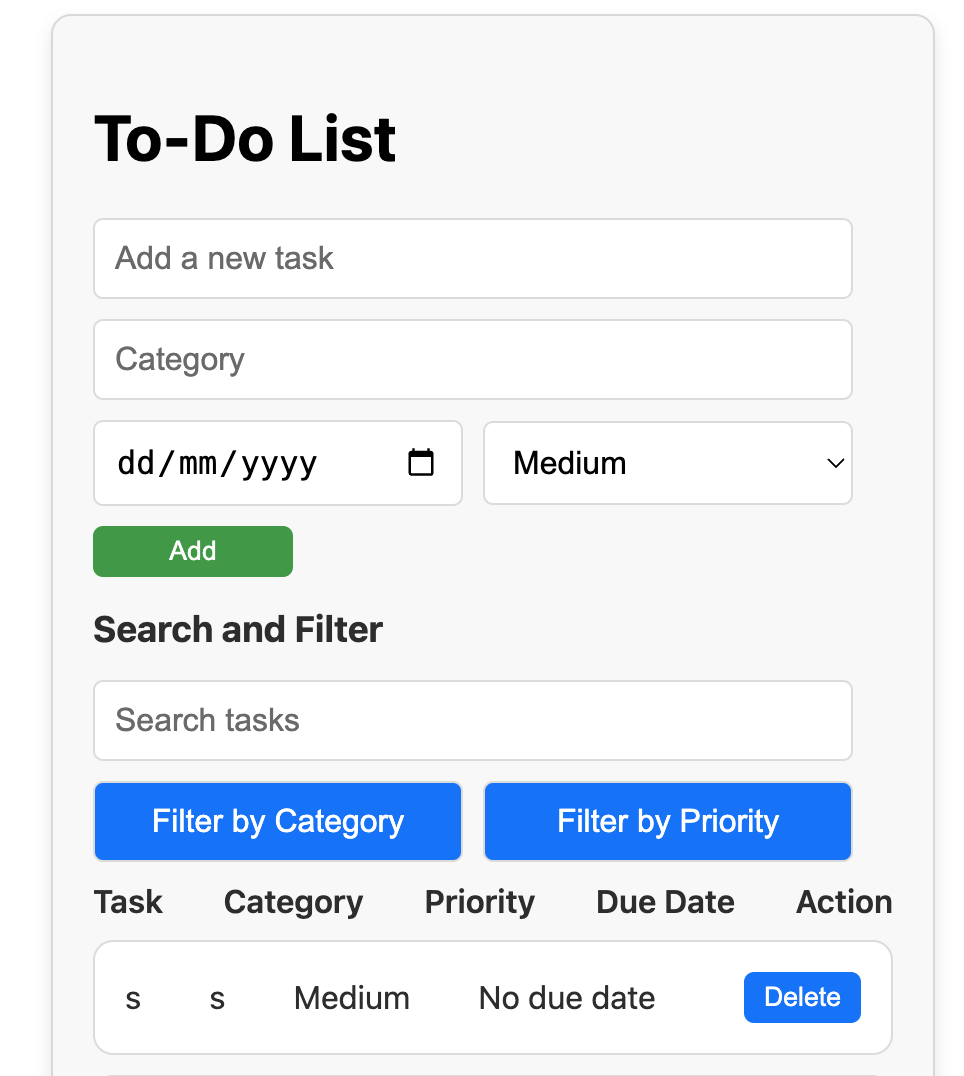 To-Do List
Add a new task
Category
dd/mm/yyyy Medium
Add
Search and Filter
Search tasks
Filter by Category Filter by Priority
Task Category Priority Due Date Action
s s Medium No due date Delete